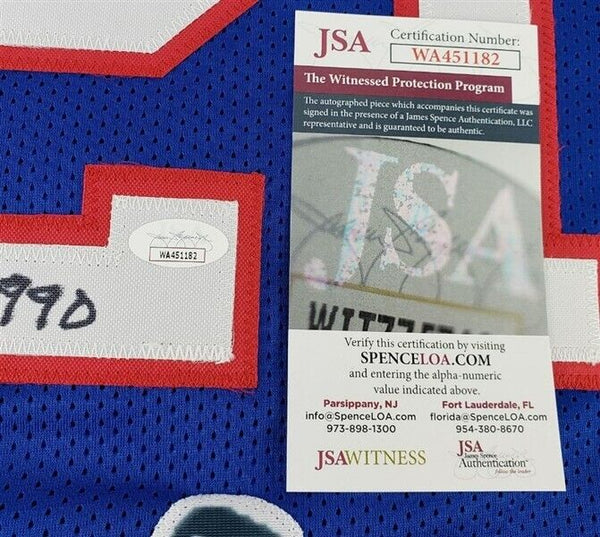 JSA
Certification Number:
WA451182
The Witnessed Protection Program
The autographed piece which accompanies this certificate was
signed in the presence of a James Spence Authentication, LLC
representative and is guaranteed to be authentic.
JSA
Verify this certification by visiting
SPENCELOA.COM
and entering the alpha-numeric
value indicated above.
Parsippany, NJ
info@SpenceLOA.com
973-898-1300
Fort Lauderdale, FL
florida@SpenceLOA.com
954-380-8670
JSAWITNESS
JSA
James Spence
Authentication
follow the leader
WA451182
990